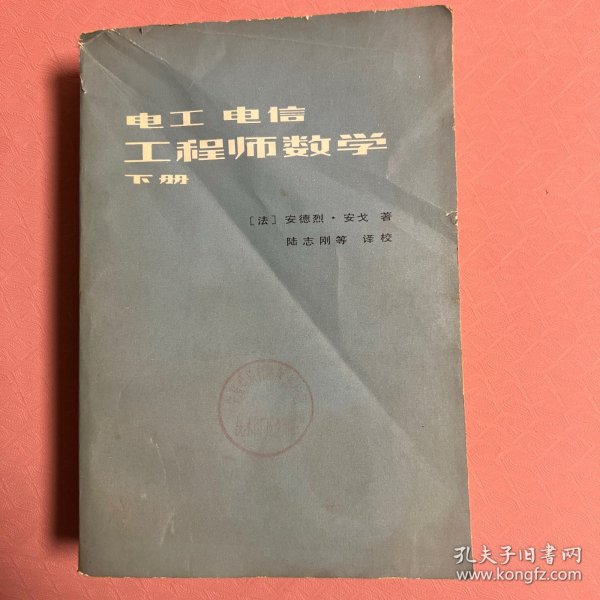 电工 电信
工程师数学
下册
［法］安德烈·安戈 著
陆志刚等 译校
孔夫子旧书网
www.kongfz.com